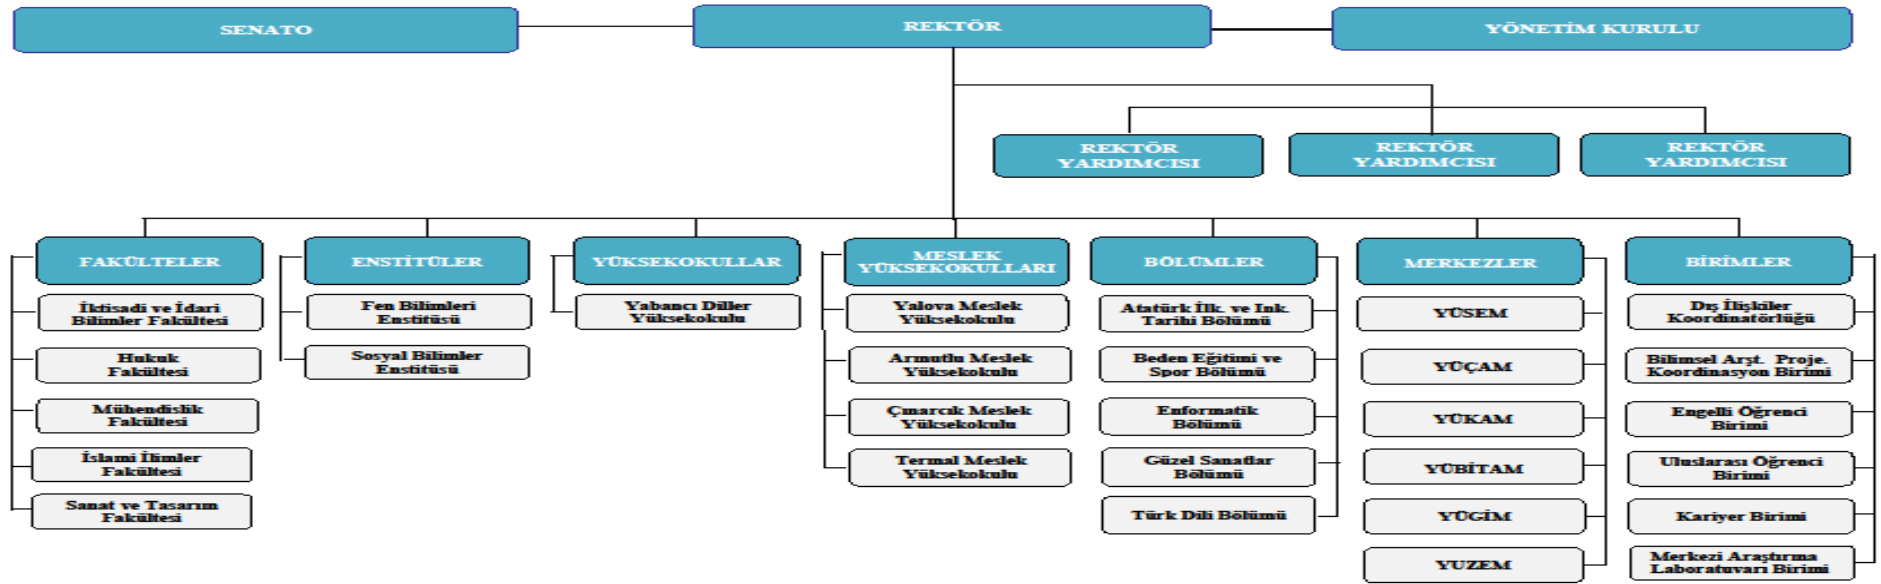 SENATO
REKTÖR
YÖNETİM KURULU
REKTÖR
YARDIMCISI
REKTÖR
YARDIMCISI
REKTÖR
YARDIMCISI
FAKÜLTELER
İktisadi ve İdari
Bilimler Fakültesi
Hukuk
Fakültesi
Mühendislik
Fakültesi
İslami İlimler
Fakültesi
Sanat ve Tasarım
Fakültesi
ENSTİTÜLER
Fen Bilimleri
Enstitüsü
Sosyal Bilimler
Enstitüsü
YÜKSEKOKULLAR
Yabancı Diller
Yüksekokulu
MESLEK
YÜKSEKOKULLARI
Yalova Meslek
Yüksekokulu
Armutlu Meslek
Yüksekokulu
Çınarcık Meslek
Yüksekokulu
Termal Meslek
Yüksekokulu
BÖLÜMLER
Atatürk İlk. ve Ink.
Tarihi Bölümü
Beden Eğitimi ve
Spor Bölümü
Enformatik
Bölümü
Güzel Sanatlar
Bölümü
Türk Dili Bölümü
MERKEZLER
YÜSEM
YÜÇAM
YÜKAM
YÜBİTAM
YÜGİM
YUZEM
BİRİMLER
Dış İlişkiler
Koordinatörlüğü
Bilimsel Arşt. Proje.
Koordinasyon Birimi
Engelli Öğrenci
Birimi
Uluslarası Öğrenci
Birimi
Kariyer Birimi
Merkezi Araştırma
Laboratuvarı Birimi